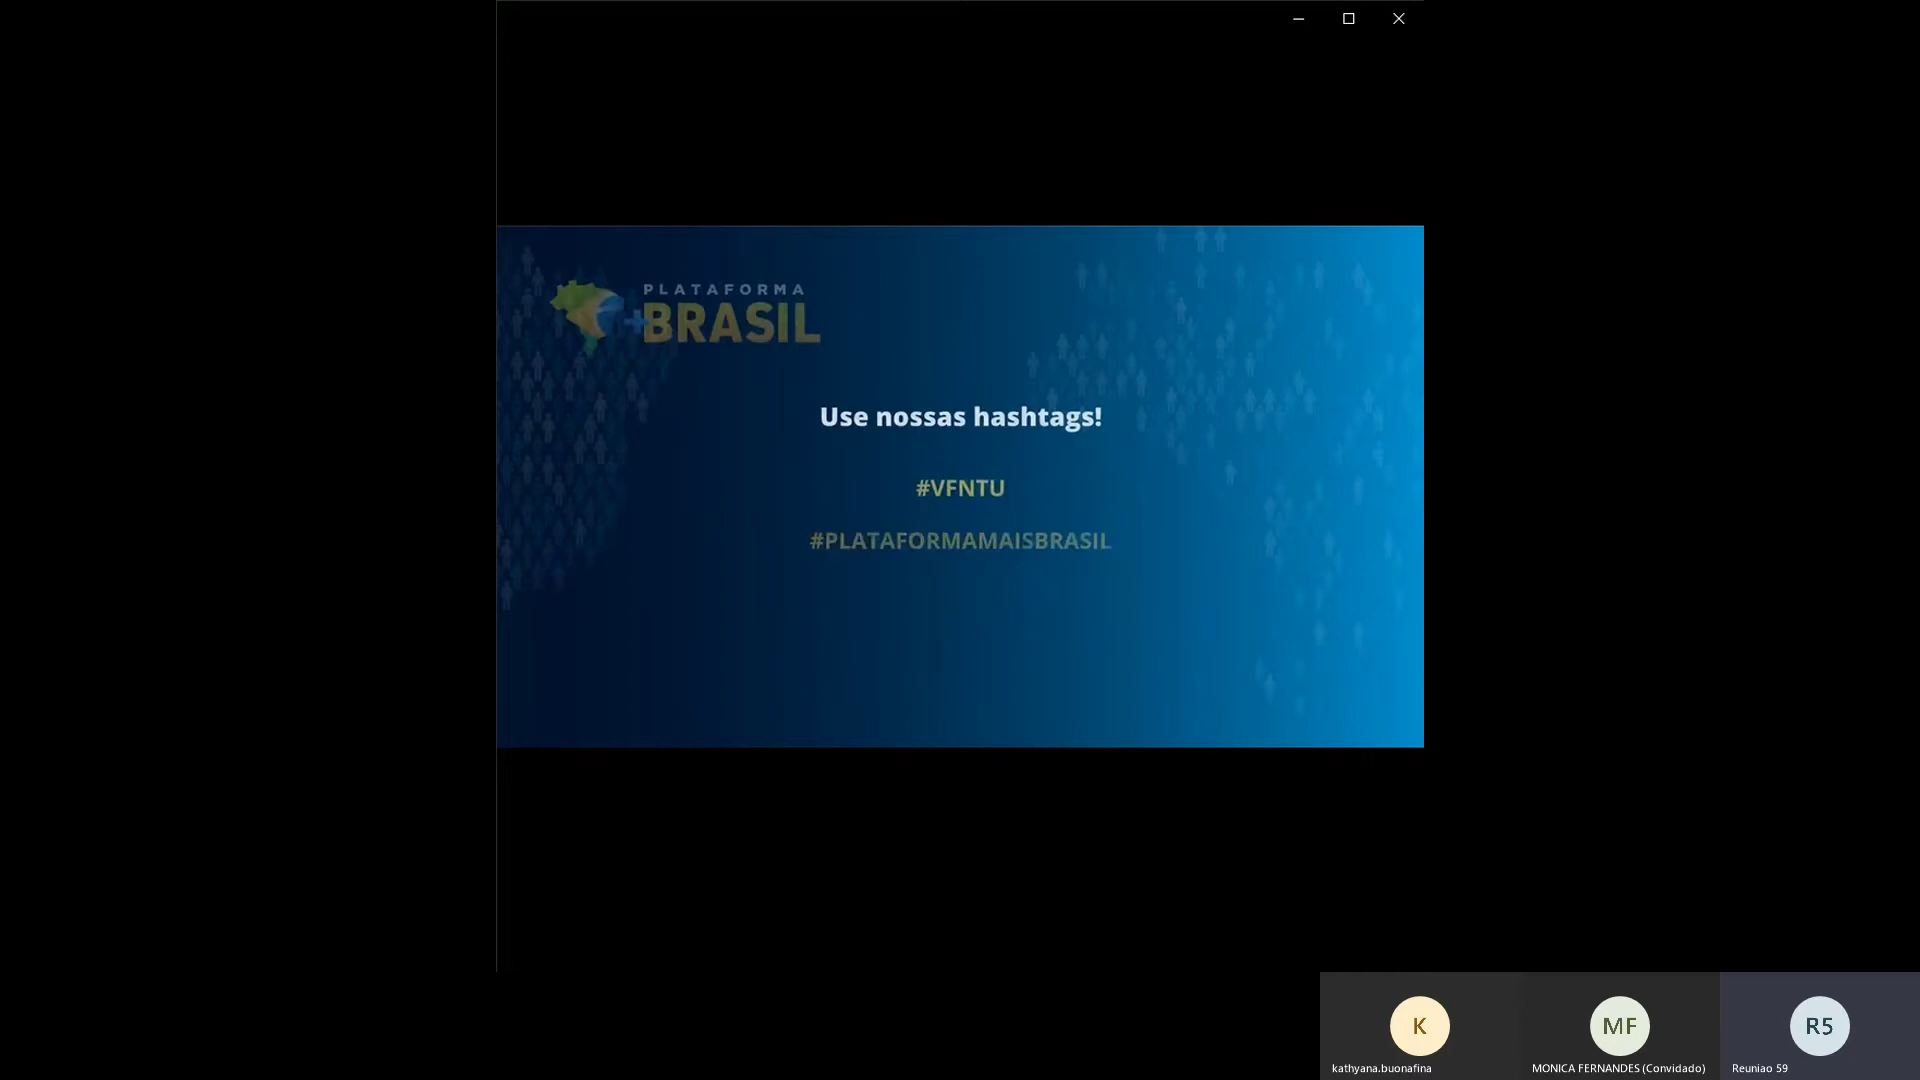 PLATAFORMA
+BRASIL
Use nossas hashtags!
#VFNTU
#PLATAFORMAMAISBRASIL
K
MF
R5
kathyana.buonafina
MONICA FERNANDES (Convidado)
Reuniao 59